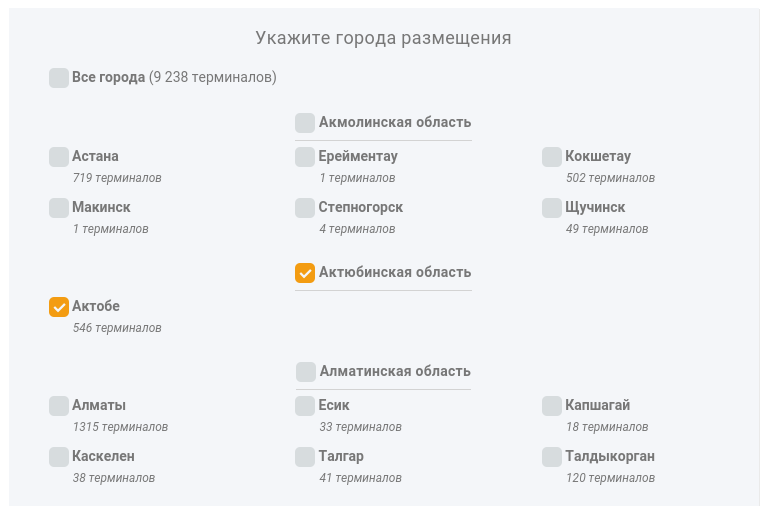 Укажите города размещения
Все города (9 238 терминалов)
Акмолинская область
Астана Ерейментау Кокшетау
719 терминалов 1 терминалов 502 терминалов
Макинск Степногорск Щучинск
1 терминалов 4 терминалов 49 терминалов
Актюбинская область
Актобе
546 терминалов
Алматинская область
Алматы Есик Капшагай
1315 терминалов 33 терминалов 18 терминалов
Каскелен Талгар Талдыкорган
38 терминалов 41 терминалов 120 терминалов